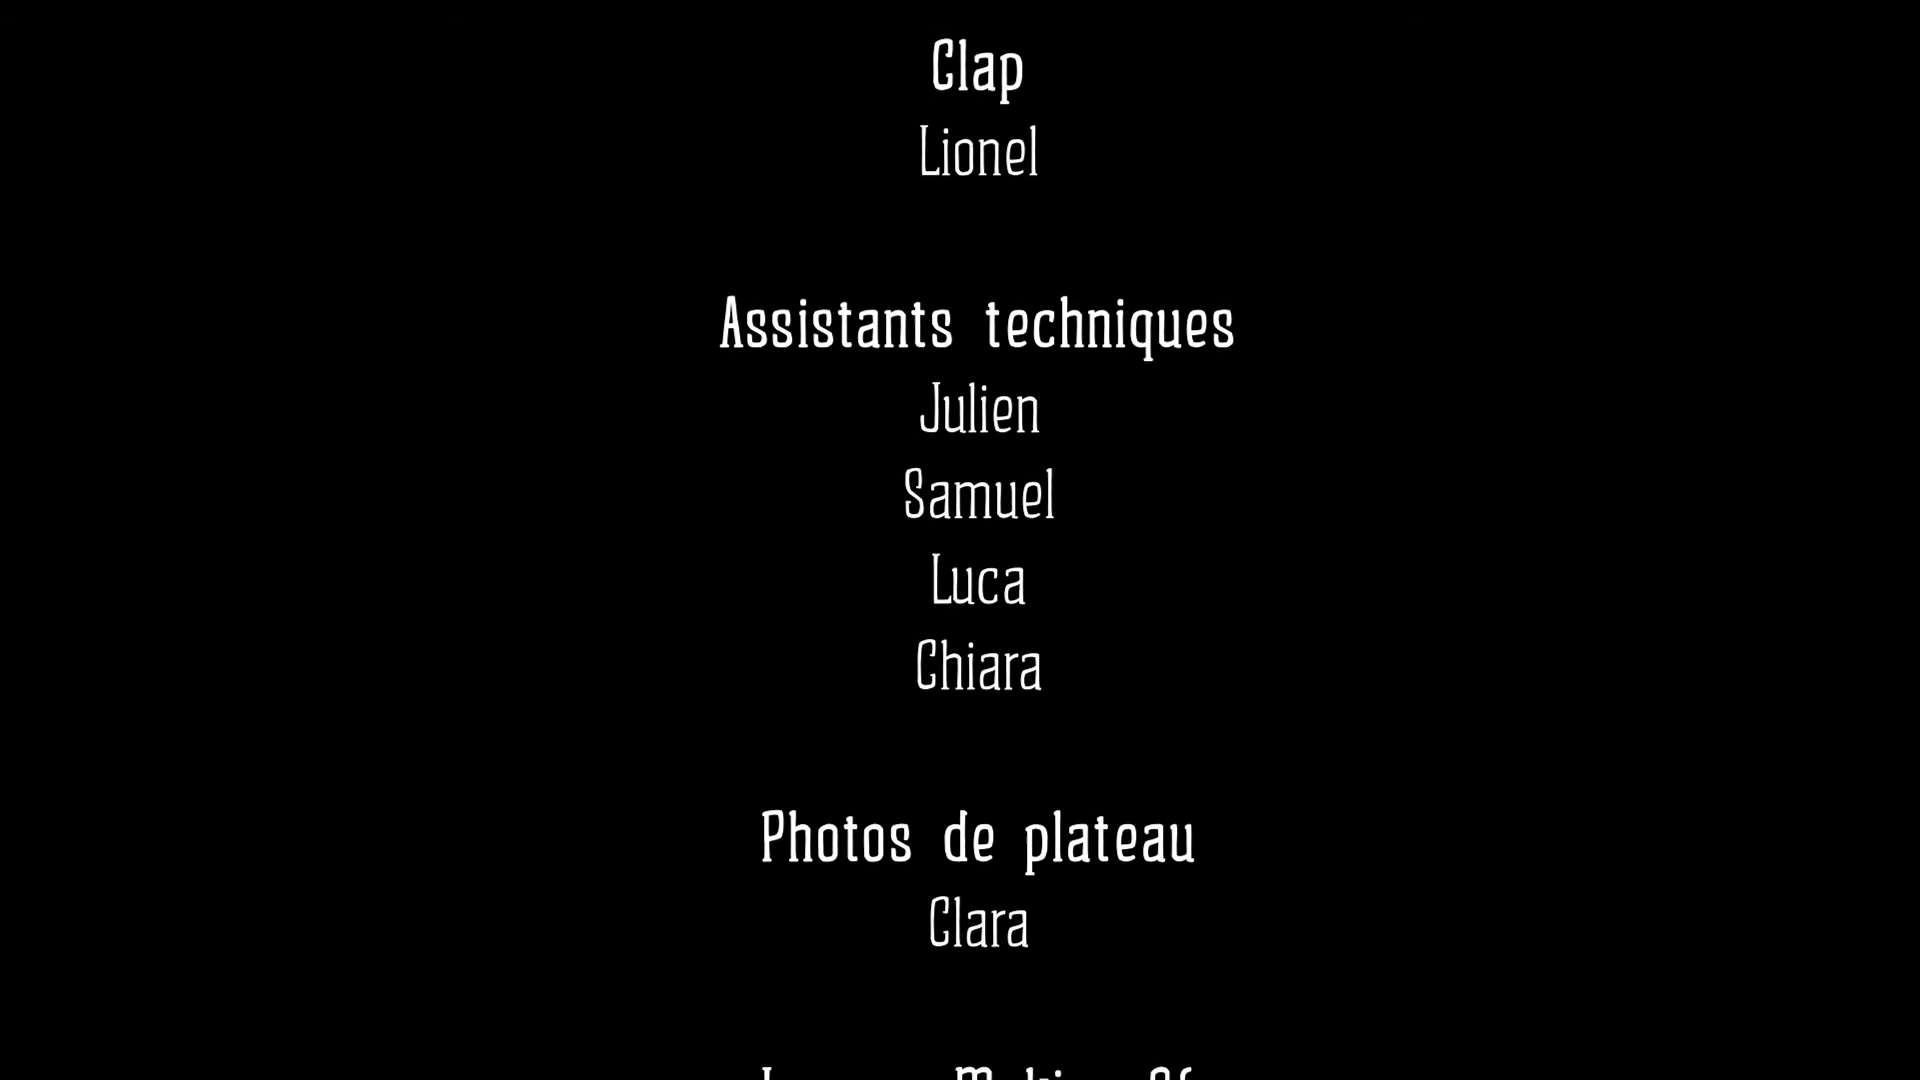 Clap
Lionel
Assistants techniques
Julien
Samuel
Luca
Chiara
Photos de plateau
Clara